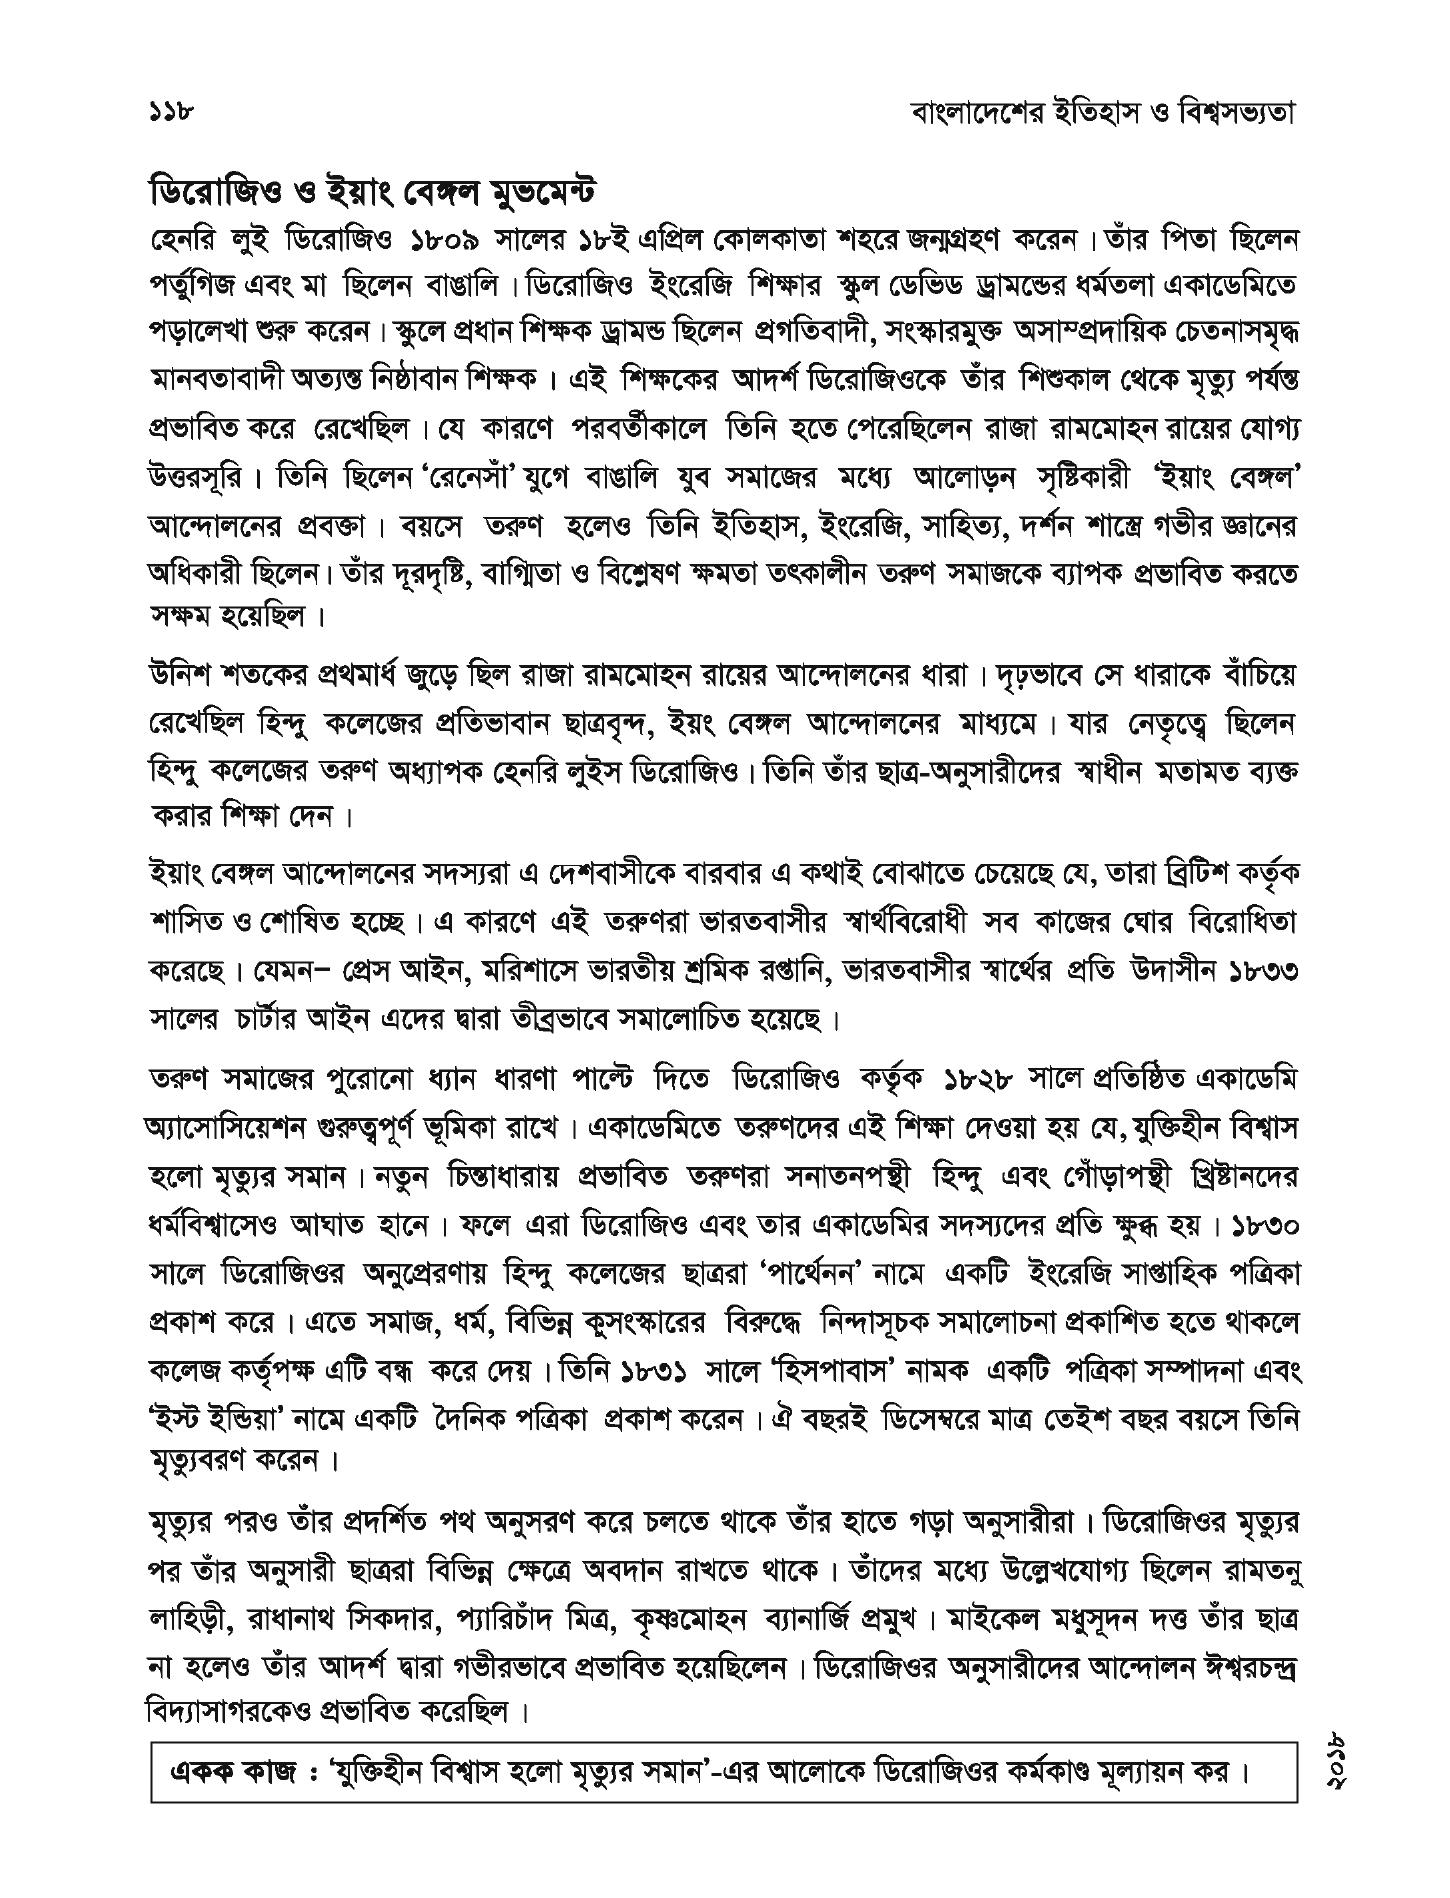 ১১৮
বাংলাদেশের ইতিহাস ও বিশ্বসভ্যতা
ডিরোজিও ও ইয়াং বেঙ্গল মুভমেন্ট
হেনরি লুই ডিরোজিও ১৮০৯ সালের ১৮ই এপ্রিল কোলকাতা শহরে জন্মগ্রহণ করেন। তাঁর পিতা ছিলেন
পর্তুগিজ এবং মা ছিলেন বাঙালি। ডিরোজিও ইংরেজি শিক্ষার স্কুল ডেভিড ড্রামন্ডের ধর্মতলা একাডেমিতে
পড়ালেখা শুরু করেন। স্কুলে প্রধান শিক্ষক ড্রামন্ড ছিলেন প্রগতিবাদী, সংস্কারমুক্ত অসাম্প্রদায়িক চেতনাসমৃদ্ধ
মানবতাবাদী অত্যন্ত নিষ্ঠাবান শিক্ষক। এই শিক্ষকের আদর্শ ডিরোজিওকে তাঁর শিশুকাল থেকে মৃত্যু পর্যন্ত
প্রভাবিত করে রেখেছিল। যে কারণে পরবর্তীকালে তিনি হতে পেরেছিলেন রাজা রামমোহন রায়ের যোগ্য
উত্তরসূরি। তিনি ছিলেন ‘রেনেসাঁ’ যুগে বাঙালি যুব সমাজের মধ্যে আলোড়ন সৃষ্টিকারী ‘ইয়াং বেঙ্গল’
আন্দোলনের প্রবক্তা। বয়সে তরুণ হলেও তিনি ইতিহাস, ইংরেজি, সাহিত্য, দর্শন শাস্ত্রে গভীর জ্ঞানের
অধিকারী ছিলেন। তাঁর দূরদৃষ্টি, বাগ্মিতা ও বিশ্লেষণ ক্ষমতা তৎকালীন তরুণ সমাজকে ব্যাপক প্রভাবিত করতে
সক্ষম হয়েছিল।
উনিশ শতকের প্রথমার্ধ জুড়ে ছিল রাজা রামমোহন রায়ের আন্দোলনের ধারা। দৃঢ়ভাবে সে ধারাকে বাঁচিয়ে
রেখেছিল হিন্দু কলেজের প্রতিভাবান ছাত্রবৃন্দ, ইয়ং বেঙ্গল আন্দোলনের মাধ্যমে। যার নেতৃত্বে ছিলেন
হিন্দু কলেজের তরুণ অধ্যাপক হেনরি লুইস ডিরোজিও। তিনি তাঁর ছাত্র-অনুসারীদের স্বাধীন মতামত ব্যক্ত
করার শিক্ষা দেন।
ইয়াং বেঙ্গল আন্দোলনের সদস্যরা এ দেশবাসীকে বারবার এ কথাই বোঝাতে চেয়েছে যে, তারা ব্রিটিশ কর্তৃক
শাসিত ও শোষিত হচ্ছে। এ কারণে এই তরুণরা ভারতবাসীর স্বার্থবিরোধী সব কাজের ঘোর বিরোধিতা
করেছে। যেমন– প্রেস আইন, মরিশাসে ভারতীয় শ্রমিক রপ্তানি, ভারতবাসীর স্বার্থের প্রতি উদাসীন ১৮৩৩
সালের চার্টার আইন এদের দ্বারা তীব্রভাবে সমালোচিত হয়েছে।
তরুণ সমাজের পুরোনো ধ্যান ধারণা পাল্টে দিতে ডিরোজিও কর্তৃক ১৮২৮ সালে প্রতিষ্ঠিত একাডেমি
অ্যাসোসিয়েশন গুরুত্বপূর্ণ ভূমিকা রাখে। একাডেমিতে তরুণদের এই শিক্ষা দেওয়া হয় যে, যুক্তিহীন বিশ্বাস
হলো মৃত্যুর সমান। নতুন চিন্তাধারায় প্রভাবিত তরুণরা সনাতনপন্থী হিন্দু এবং গোঁড়াপন্থী খ্রিষ্টানদের
ধর্মবিশ্বাসেও আঘাত হানে। ফলে এরা ডিরোজিও এবং তার একাডেমির সদস্যদের প্রতি ক্ষুব্ধ হয়। ১৮৩০
সালে ডিরোজিওর অনুপ্রেরণায় হিন্দু কলেজের ছাত্ররা ‘পার্থেনন’ নামে একটি ইংরেজি সাপ্তাহিক পত্রিকা
প্রকাশ করে। এতে সমাজ, ধর্ম, বিভিন্ন কুসংস্কারের বিরুদ্ধে নিন্দাসূচক সমালোচনা প্রকাশিত হতে থাকলে
কলেজ কর্তৃপক্ষ এটি বন্ধ করে দেয়। তিনি ১৮৩১ সালে ‘হিসপাবাস’ নামক একটি পত্রিকা সম্পাদনা এবং
‘ইস্ট ইন্ডিয়া’ নামে একটি দৈনিক পত্রিকা প্রকাশ করেন। ঐ বছরই ডিসেম্বরে মাত্র তেইশ বছর বয়সে তিনি
মৃত্যুবরণ করেন।
মৃত্যুর পরও তাঁর প্রদর্শিত পথ অনুসরণ করে চলতে থাকে তাঁর হাতে গড়া অনুসারীরা। ডিরোজিওর মৃত্যুর
পর তাঁর অনুসারী ছাত্ররা বিভিন্ন ক্ষেত্রে অবদান রাখতে থাকে। তাঁদের মধ্যে উল্লেখযোগ্য ছিলেন রামতনু
লাহিড়ী, রাধানাথ সিকদার, প্যারিচাঁদ মিত্র, কৃষ্ণমোহন ব্যানার্জি প্রমুখ। মাইকেল মধুসূদন দত্ত তাঁর ছাত্র
না হলেও তাঁর আদর্শ দ্বারা গভীরভাবে প্রভাবিত হয়েছিলেন। ডিরোজিওর অনুসারীদের আন্দোলন ঈশ্বরচন্দ্র
বিদ্যাসাগরকেও প্রভাবিত করেছিল।
একক কাজ : ‘যুক্তিহীন বিশ্বাস হলো মৃত্যুর সমান’-এর আলোকে ডিরোজিওর কর্মকাণ্ড মূল্যায়ন কর।
২০১৮